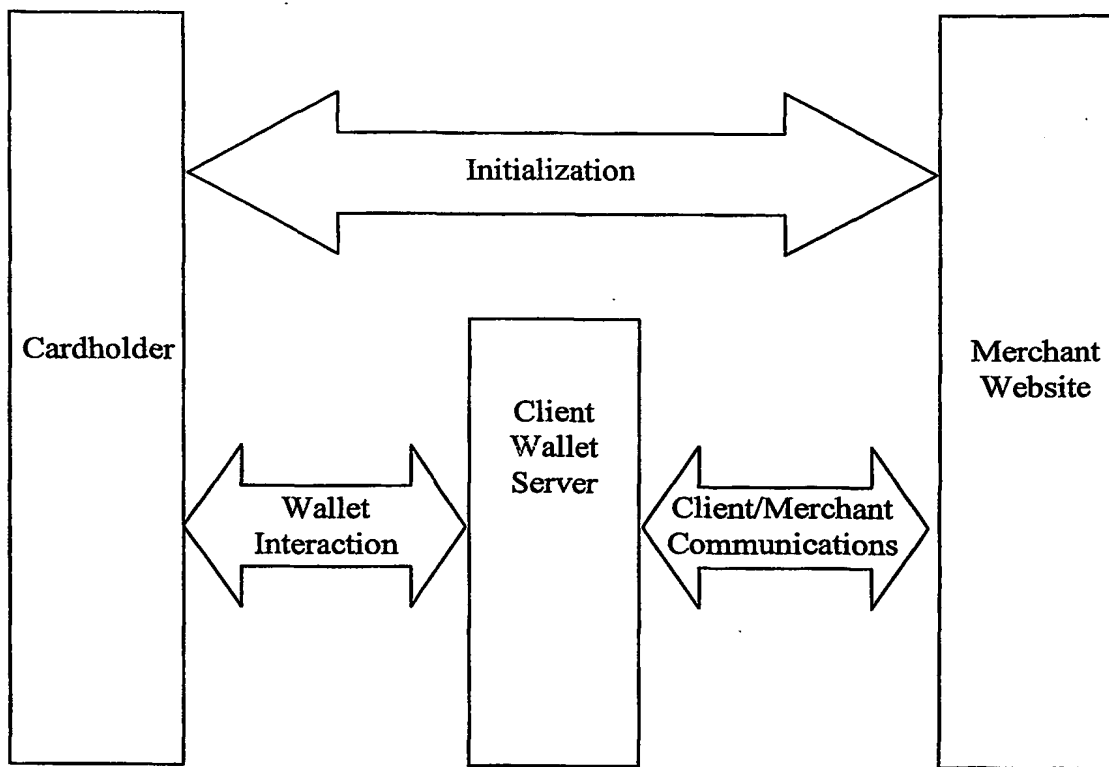 Initialization
Cardholder
Merchant
Website
Client
Wallet
Server
Wallet
Interaction
Client/Merchant
Communications